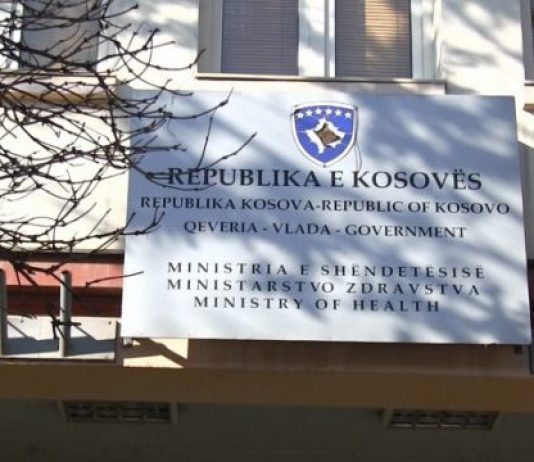 REPUBLIKA E KOSOVËS
REPUBLIKA KOSOVA-REPUBLIC OF KOSOVO
QEVERIA - VLADA - GOVERNMENT
MINISTRIA E SHËNDETËSISË
MINISTARSTVO ZDRAVSTVA
MINISTRY OF HEALTH